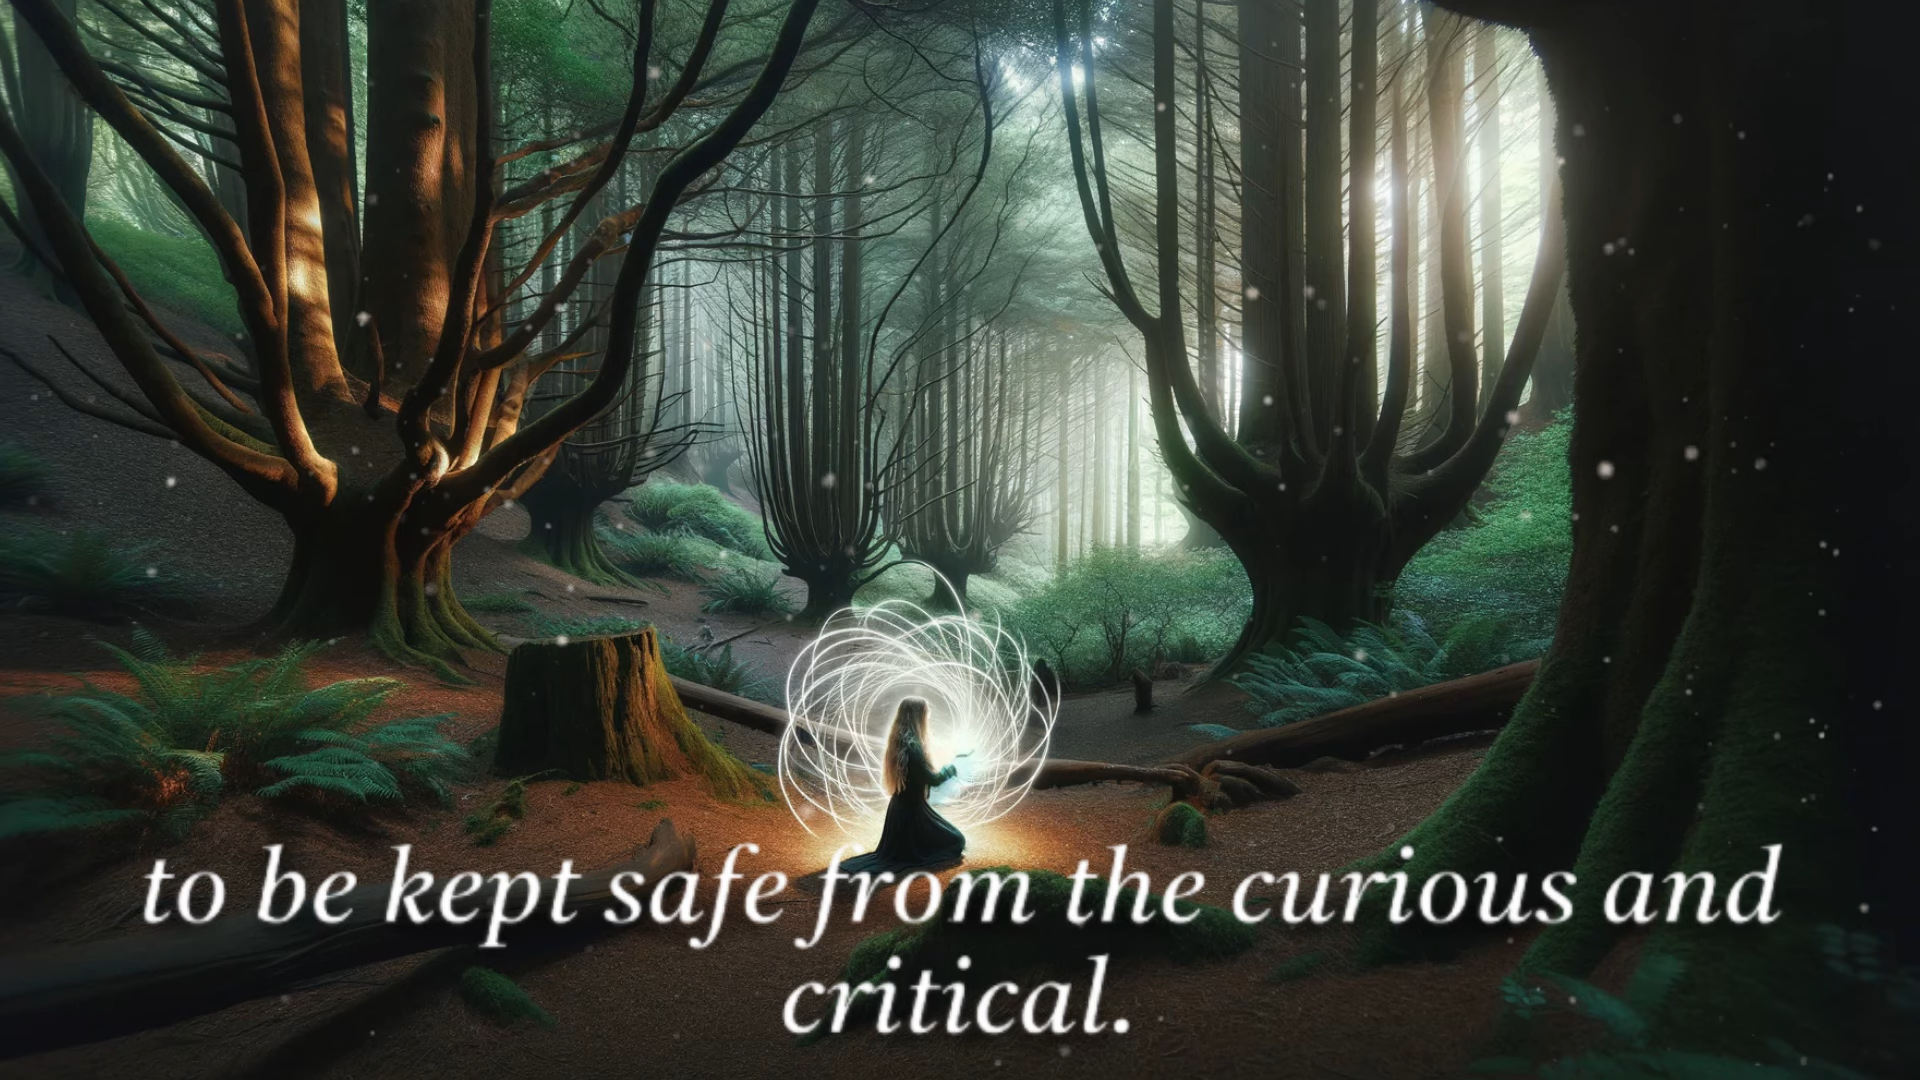 to be kept safe from the curious and
critical.